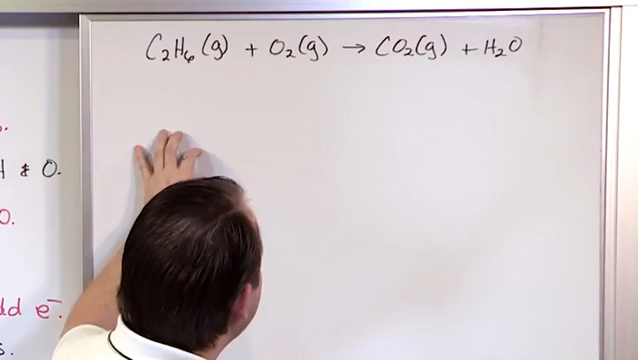 C₂H₆(g) + O₂(g) → CO₂(g) + H₂O
H & O.
O.
dd e⁻.
s.